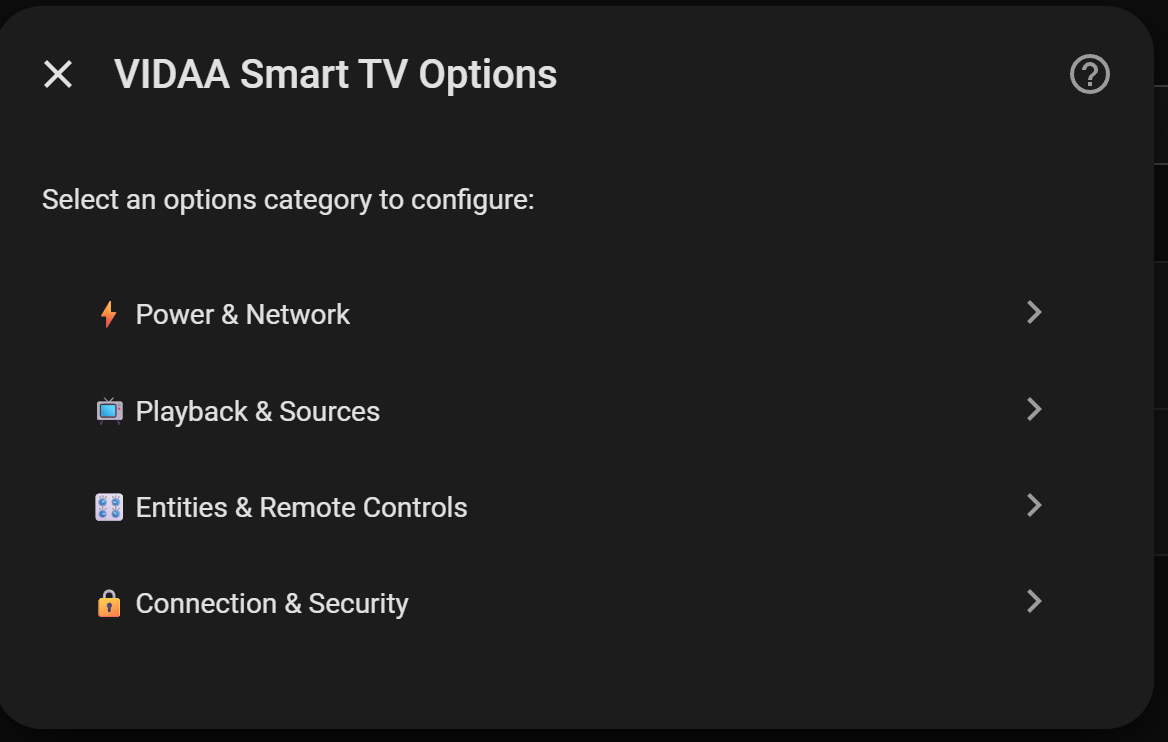 VIDAA Smart TV Options
Select an options category to configure:
Power & Network
Playback & Sources
Entities & Remote Controls
Connection & Security